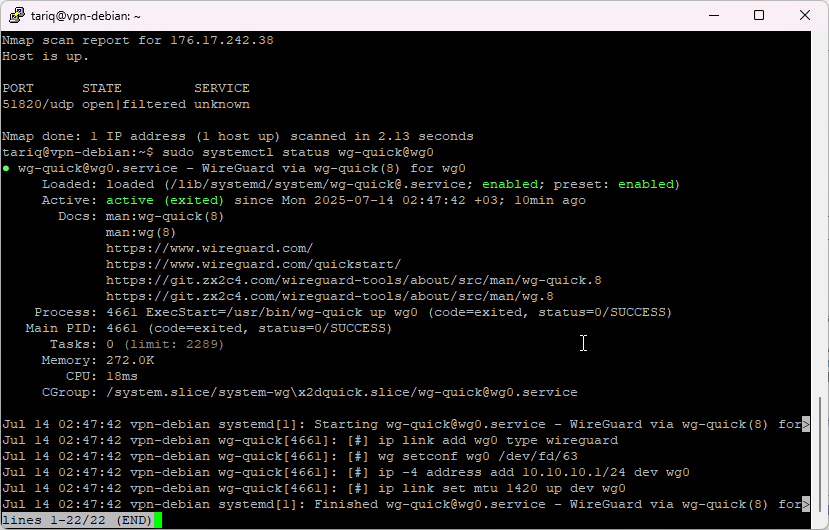 tariq@vpn-debian: ~
Nmap scan report for 176.17.242.38
Host is up.
PORT      STATE         SERVICE
51820/udp open|filtered unknown
Nmap done: 1 IP address (1 host up) scanned in 2.13 seconds
tariq@vpn-debian:~$ sudo systemctl status wg-quick@wg0
● wg-quick@wg0.service - WireGuard via wg-quick(8) for wg0
     Loaded: loaded (/lib/systemd/system/wg-quick@.service; enabled; preset: enabled)
     Active: active (exited) since Mon 2025-07-14 02:47:42 +03; 10min ago
       Docs: man:wg-quick(8)
             man:wg(8)
             https://www.wireguard.com/
             https://www.wireguard.com/quickstart/
             https://git.zx2c4.com/wireguard-tools/about/src/man/wg-quick.8
             https://git.zx2c4.com/wireguard-tools/about/src/man/wg.8
    Process: 4661 ExecStart=/usr/bin/wg-quick up wg0 (code=exited, status=0/SUCCESS)
   Main PID: 4661 (code=exited, status=0/SUCCESS)
      Tasks: 0 (limit: 2289)
     Memory: 272.0K
        CPU: 18ms
     CGroup: /system.slice/system-wg\x2dquick.slice/wg-quick@wg0.service
Jul 14 02:47:42 vpn-debian systemd[1]: Starting wg-quick@wg0.service - WireGuard via wg-quick(8) for>
Jul 14 02:47:42 vpn-debian wg-quick[4661]: [#] ip link add wg0 type wireguard
Jul 14 02:47:42 vpn-debian wg-quick[4661]: [#] wg setconf wg0 /dev/fd/63
Jul 14 02:47:42 vpn-debian wg-quick[4661]: [#] ip -4 address add 10.10.10.1/24 dev wg0
Jul 14 02:47:42 vpn-debian wg-quick[4661]: [#] ip link set mtu 1420 up dev wg0
Jul 14 02:47:42 vpn-debian systemd[1]: Finished wg-quick@wg0.service - WireGuard via wg-quick(8) for>
lines 1-22/22 (END)